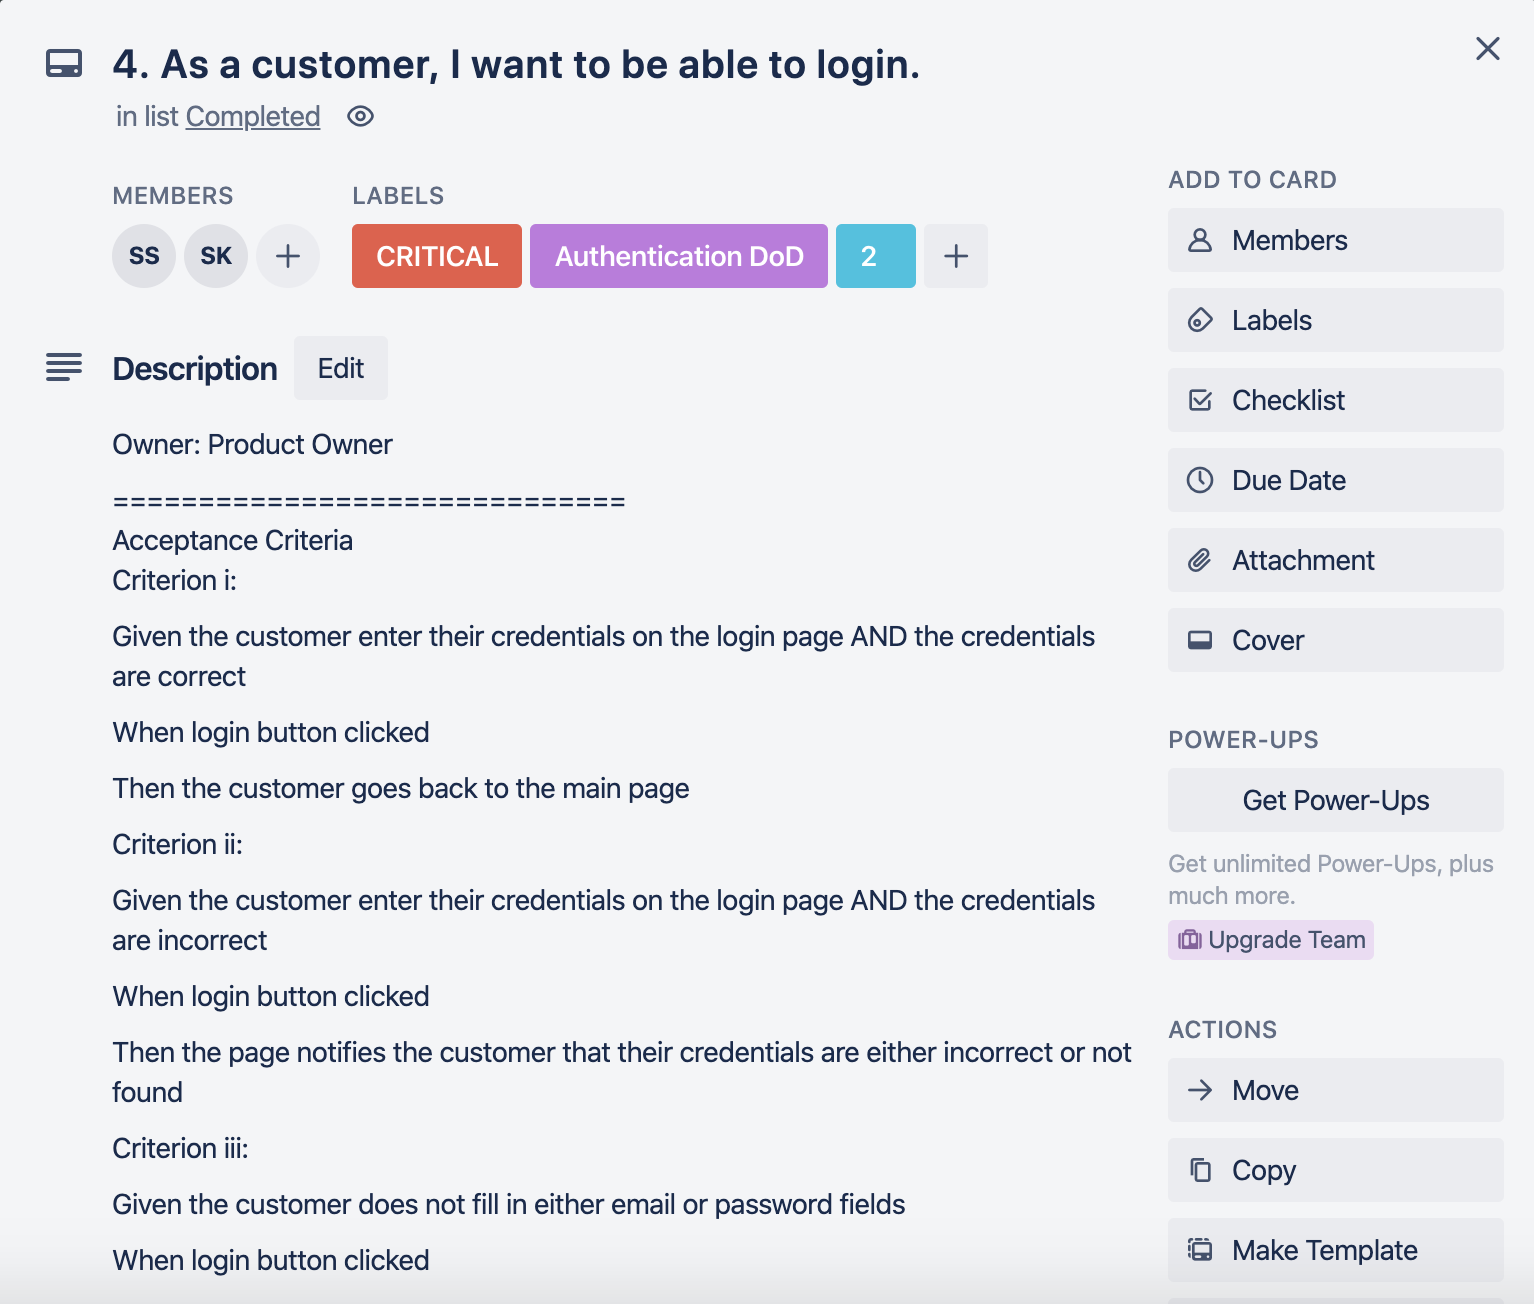 4. As a customer, I want to be able to login.
in list Completed
MEMBERS
SS SK
LABELS
CRITICAL Authentication DoD 2
Description Edit
Owner: Product Owner
==============================
Acceptance Criteria
Criterion i:
Given the customer enter their credentials on the login page AND the credentials
are correct
When login button clicked
Then the customer goes back to the main page
Criterion ii:
Given the customer enter their credentials on the login page AND the credentials
are incorrect
When login button clicked
Then the page notifies the customer that their credentials are either incorrect or not
found
Criterion iii:
Given the customer does not fill in either email or password fields
When login button clicked
ADD TO CARD
Members
Labels
Checklist
Due Date
Attachment
Cover
POWER-UPS
Get Power-Ups
Get unlimited Power-Ups, plus
much more.
Upgrade Team
ACTIONS
Move
Copy
Make Template